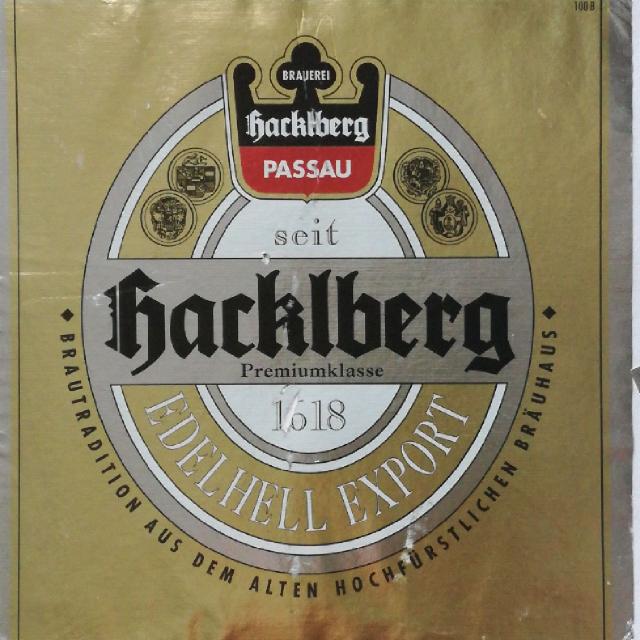 100 B
BRAUEREI
Hacklberg
PASSAU
seit
Hacklberg
Premiumklasse
1618
EDELHELL EXPORT
◆ BRAUTRADITION AUS DEM ALTEN HOCHFÜRSTLICHEN BRÄUHAUS ◆